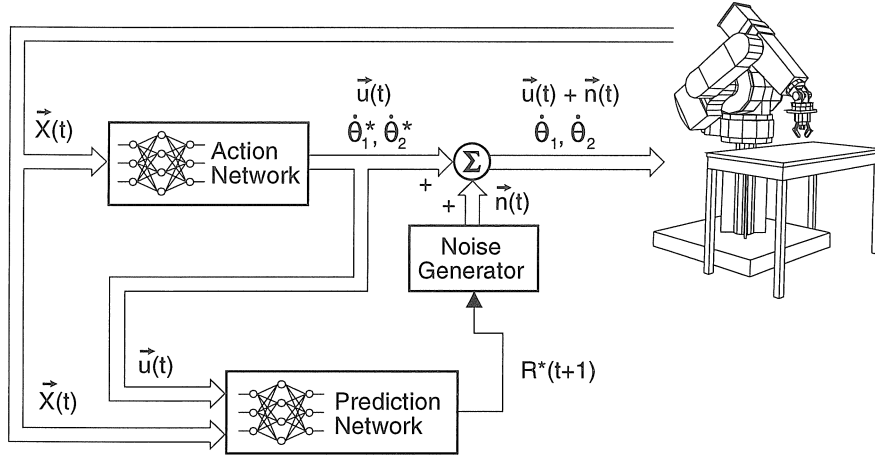 u⃗(t)
u⃗(t) + n⃗(t)
X⃗(t)
θ̇₁*, θ̇₂*
θ̇₁, θ̇₂
Action
Network
Σ
+
+
n⃗(t)
Noise
Generator
u⃗(t)
R*(t+1)
X⃗(t)
Prediction
Network